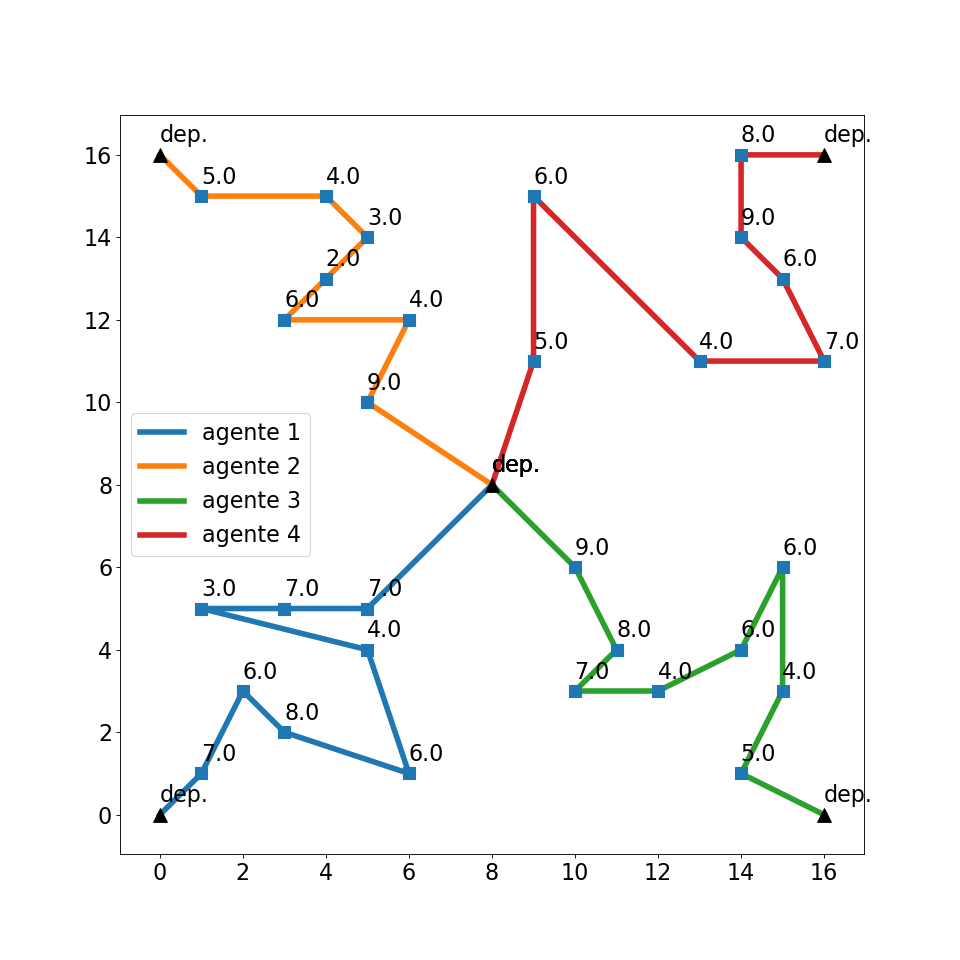 8.0
dep. dep.
16
5.0 4.0 6.0
3.0 9.0
14
2.0 6.0
6.0 4.0
12
5.0 4.0 7.0
9.0
10
agente 1
agente 2
dep.
8
agente 3
agente 4
9.0 6.0
6
3.0 7.0 7.0
4.0 8.0 6.0
4
6.0 7.0 4.0 4.0
8.0
2
7.0 6.0 5.0
dep. dep.
0
0 2 4 6 8 10 12 14 16